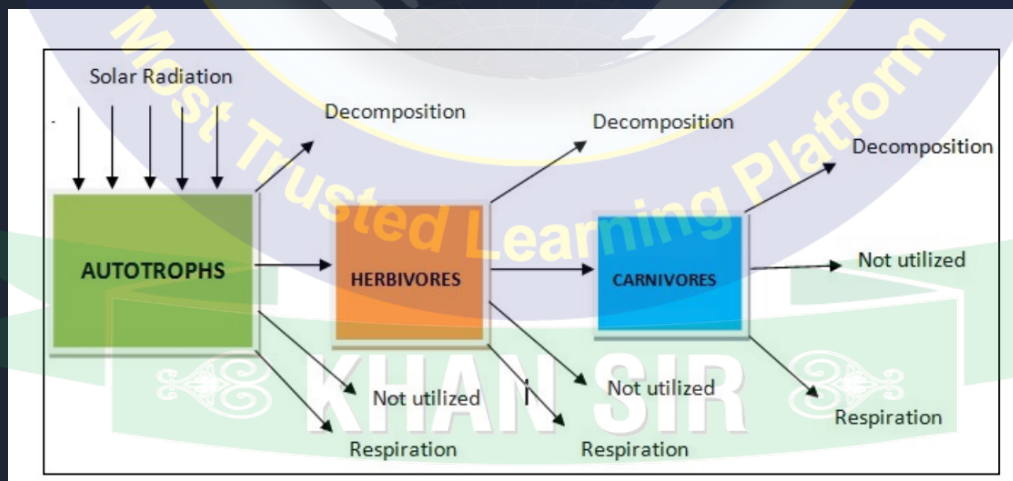 Most Trusted Learning Platform
Solar Radiation
Decomposition
Decomposition
Decomposition
AUTOTROPHS
HERBIVORES
CARNIVORES
Not utilized
Not utilized
Not utilized
Respiration
Respiration
Respiration
KHAN SIR